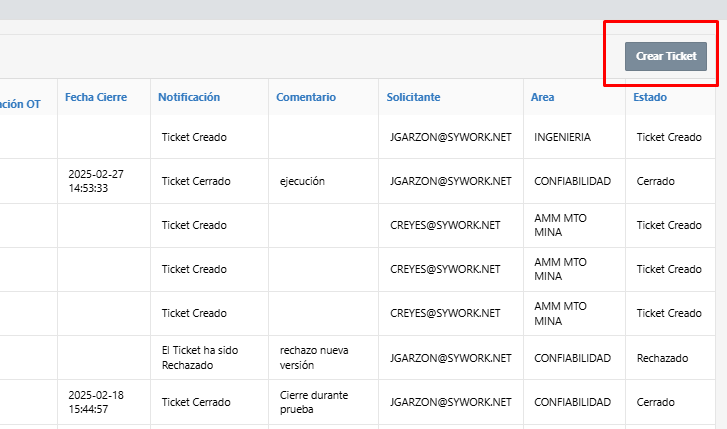 Crear Ticket
ación OT Fecha Cierre Notificación Comentario Solicitante Area Estado
Ticket Creado JGARZON@SYWORK.NET INGENIERIA Ticket Creado
2025-02-27
14:53:33 Ticket Cerrado ejecución JGARZON@SYWORK.NET CONFIABILIDAD Cerrado
Ticket Creado CREYES@SYWORK.NET AMM MTO
MINA Ticket Creado
Ticket Creado CREYES@SYWORK.NET AMM MTO
MINA Ticket Creado
Ticket Creado CREYES@SYWORK.NET AMM MTO
MINA Ticket Creado
El Ticket ha sido
Rechazado rechazo nueva
versión JGARZON@SYWORK.NET CONFIABILIDAD Rechazado
2025-02-18
15:44:57 Ticket Cerrado Cierre durante
prueba JGARZON@SYWORK.NET CONFIABILIDAD Cerrado